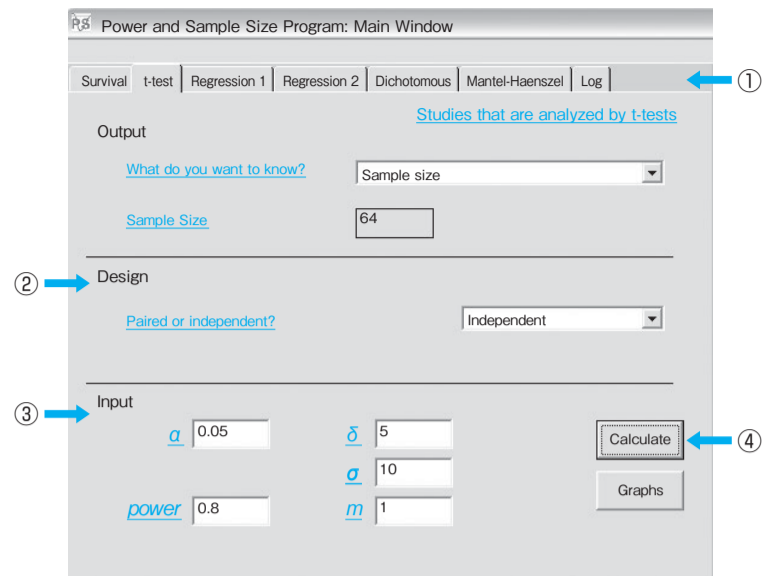 PS Power and Sample Size Program: Main Window
Survival t-test Regression 1 Regression 2 Dichotomous Mantel-Haenszel Log ①
Studies that are analyzed by t-tests
Output
What do you want to know? Sample size
Sample Size 64
② Design
Paired or independent? Independent
③ Input
α 0.05 δ 5 Calculate ④
σ 10
Graphs
power 0.8 m 1